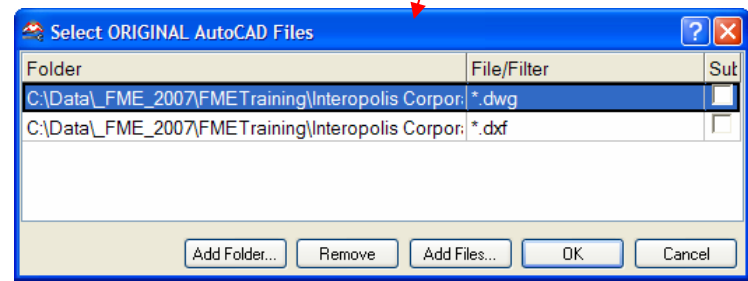 Select ORIGINAL AutoCAD Files
Folder File/Filter Sub
C:\Data\_FME_2007\FMETraining\Interopolis Corpor *.dwg
C:\Data\_FME_2007\FMETraining\Interopolis Corpor *.dxf
Add Folder... Remove Add Files... OK Cancel